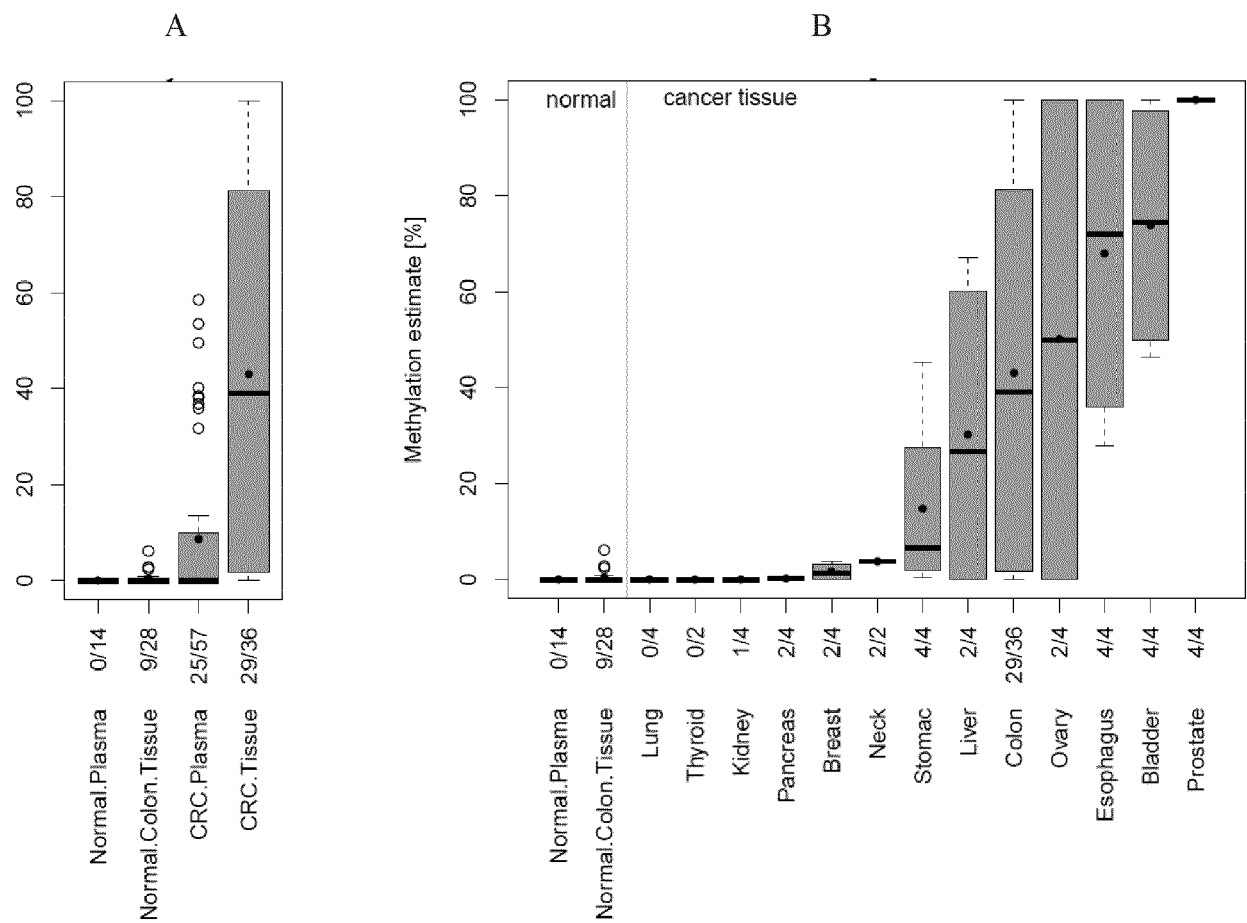 A
0
20
40
60
80
100
0/14
9/28
25/57
29/36
Normal.Plasma
Normal.Colon.Tissue
CRC.Plasma
CRC.Tissue
B
normal
cancer tissue
Methylation estimate [%]
0
20
40
60
80
100
0/14
9/28
0/4
0/2
1/4
2/4
2/4
2/2
4/4
2/4
29/36
2/4
4/4
4/4
4/4
Normal.Plasma
Normal.Colon.Tissue
Lung
Thyroid
Kidney
Pancreas
Breast
Neck
Stomac
Liver
Colon
Ovary
Esophagus
Bladder
Prostate